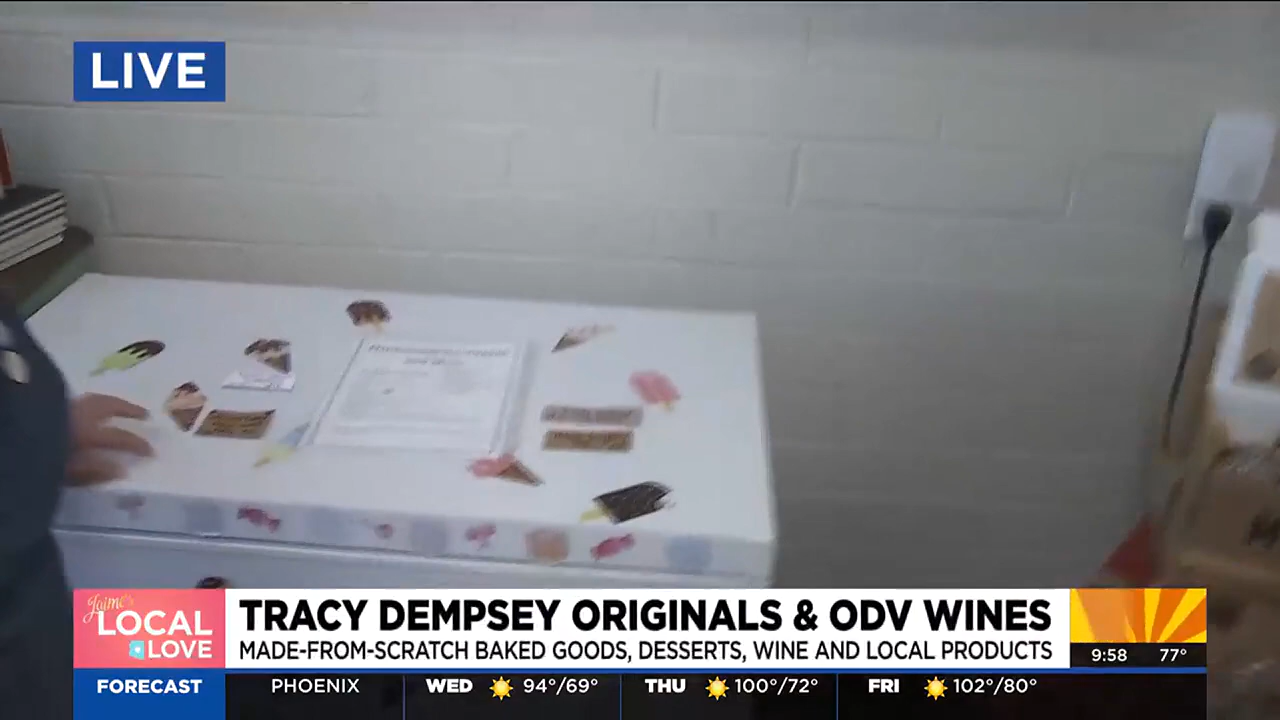 LIVE
Jaime's
LOCAL
LOVE
TRACY DEMPSEY ORIGINALS & ODV WINES
MADE-FROM-SCRATCH BAKED GOODS, DESSERTS, WINE AND LOCAL PRODUCTS
9:58 77°
FORECAST PHOENIX WED 94°/69° THU 100°/72° FRI 102°/80°